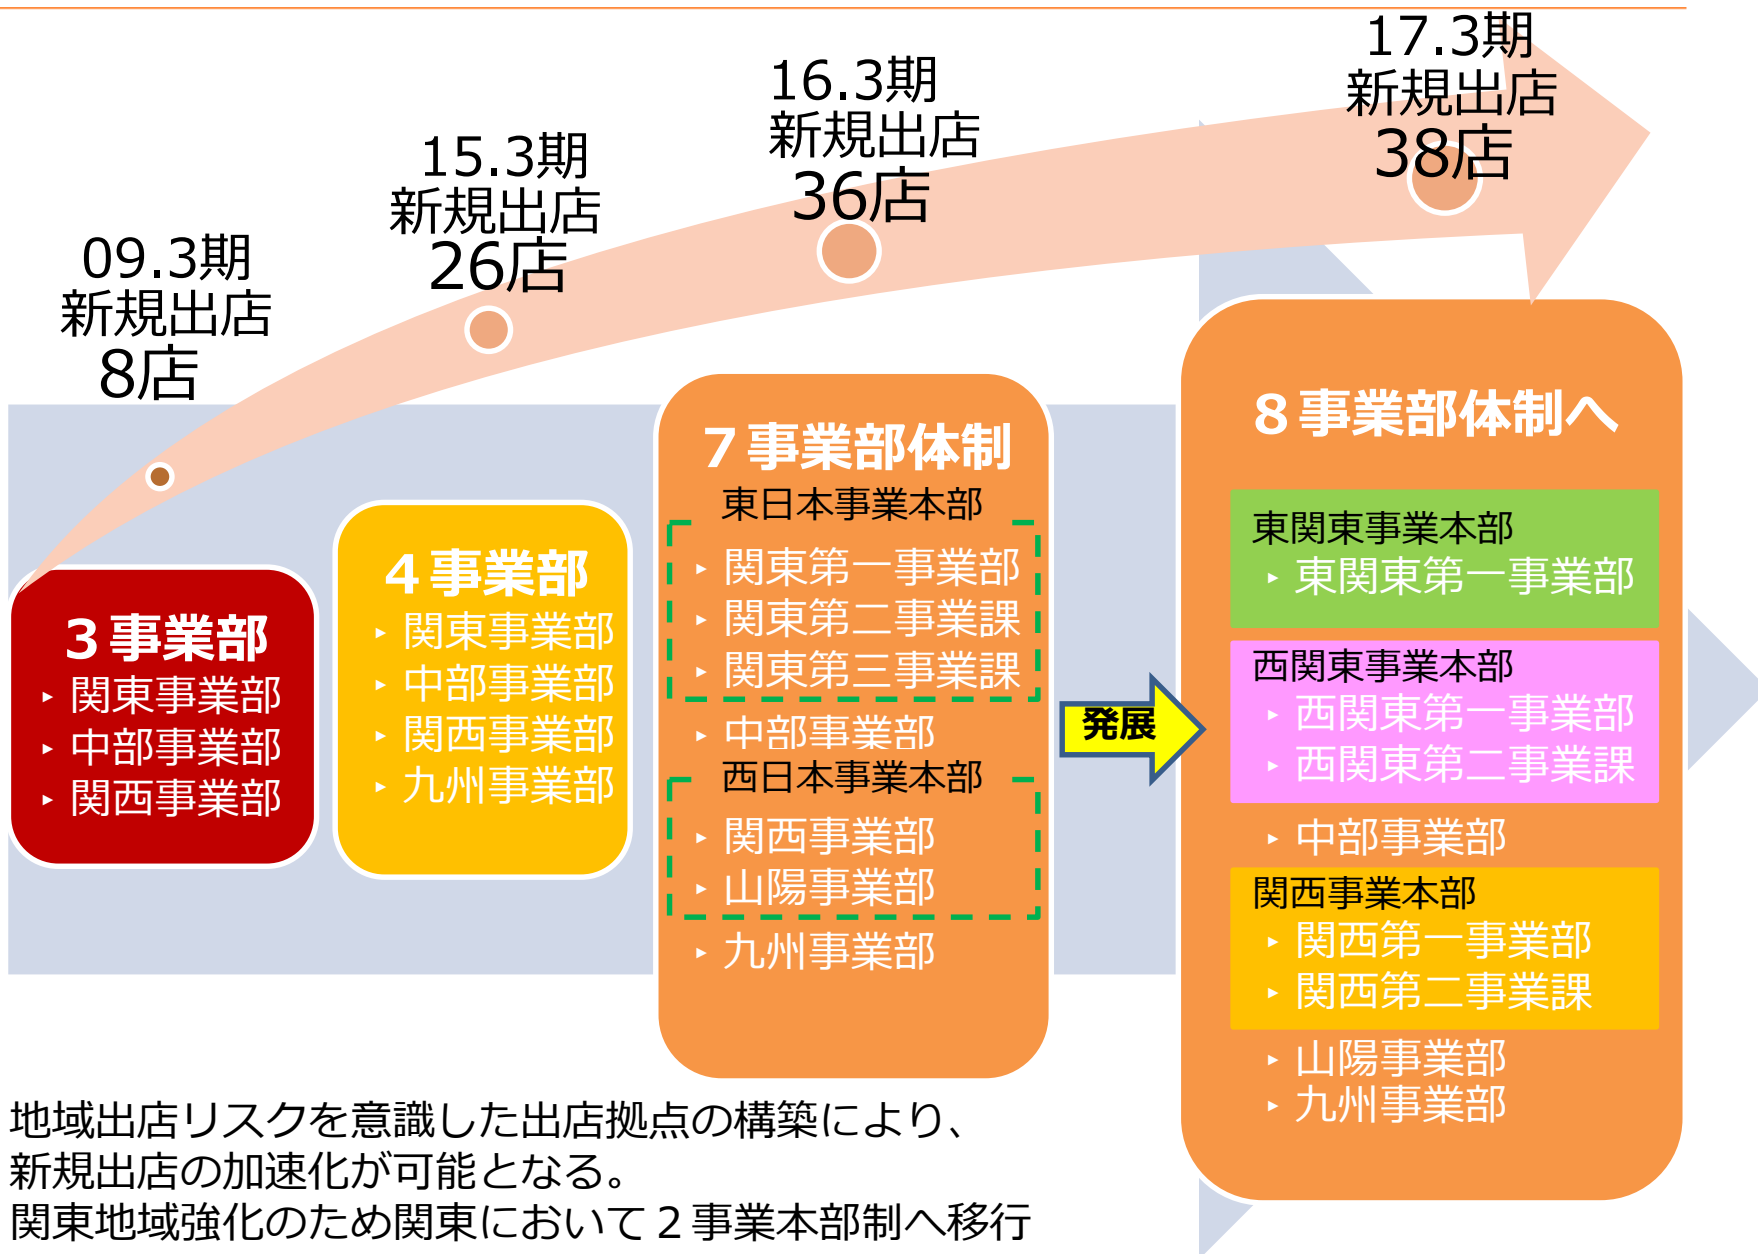 09.3期
新規出店
8店
15.3期
新規出店
26店
16.3期
新規出店
36店
17.3期
新規出店
38店
３事業部
▸ 関東事業部
▸ 中部事業部
▸ 関西事業部
４事業部
▸ 関東事業部
▸ 中部事業部
▸ 関西事業部
▸ 九州事業部
７事業部体制
東日本事業本部
▸ 関東第一事業部
▸ 関東第二事業課
▸ 関東第三事業課
▸ 中部事業部
西日本事業本部
▸ 関西事業部
▸ 山陽事業部
▸ 九州事業部
発展
８事業部体制へ
東関東事業本部
▸ 東関東第一事業部
西関東事業本部
▸ 西関東第一事業部
▸ 西関東第二事業課
▸ 中部事業部
関西事業本部
▸ 関西第一事業部
▸ 関西第二事業課
▸ 山陽事業部
▸ 九州事業部
地域出店リスクを意識した出店拠点の構築により、
新規出店の加速化が可能となる。
関東地域強化のため関東において２事業本部制へ移行